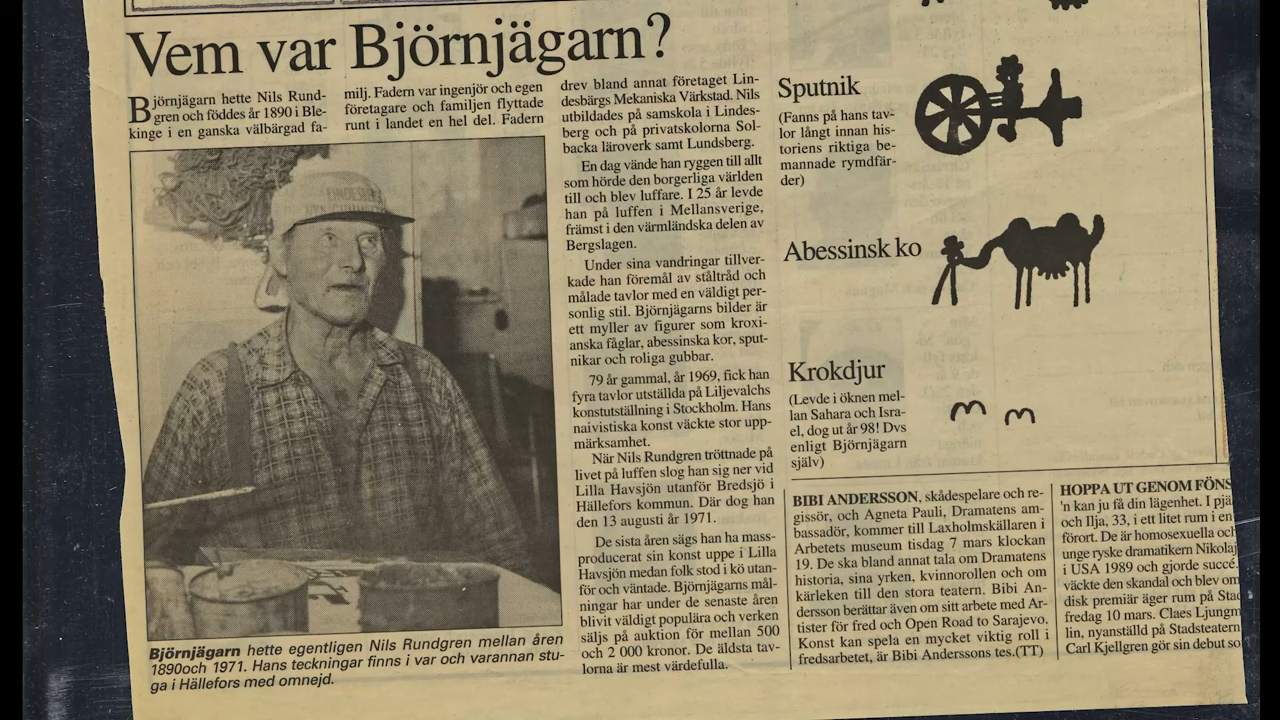 Vem var Björnjägarn?
Björnjägarn hette Nils Rund-
gren och föddes år 1890 i Ble-
kinge i en ganska välbärgad fa-
milj. Fadern var ingenjör och egen
företagare och familjen flyttade
runt i landet en hel del. Fadern
drev bland annat företaget Lin-
desbärgs Mekaniska Värkstad. Nils
utbildades på samskola i Lindes-
berg och på privatskolorna Sol-
backa läroverk samt Lundsberg.
En dag vände han ryggen till allt
som hörde den borgerliga världen
till och blev luffare. I 25 år levde
han på luffen i Mellansverige,
främst i den värmländska delen av
Bergslagen.
Under sina vandringar tillver-
kade han föremål av ståltråd och
målade tavlor med en väldigt per-
sonlig stil. Björnjägarns bilder är
ett myller av figurer som kroxi-
anska fåglar, abessinska kor, sput-
nikar och roliga gubbar.
79 år gammal, år 1969, fick han
fyra tavlor utställda på Liljevalchs
konstutställning i Stockholm. Hans
naivistiska konst väckte stor upp-
märksamhet.
När Nils Rundgren tröttnade på
livet på luffen slog han sig ner vid
Lilla Havsjön utanför Bredsjö i
Hällefors kommun. Där dog han
den 13 augusti år 1971.
De sista åren sägs han ha mass-
producerat sin konst uppe i Lilla
Havsjön medan folk stod i kö utan-
för och väntade. Björnjägarns mål-
ningar har under de senaste åren
blivit väldigt populära och verken
säljs på auktion för mellan 500
och 2 000 kronor. De äldsta tav-
lorna är mest värdefulla.
Björnjägarn hette egentligen Nils Rundgren mellan åren
1890och 1971. Hans teckningar finns i var och varannan stu-
ga i Hällefors med omnejd.
Sputnik
(Fanns på hans tav-
lor långt innan his-
toriens riktiga be-
mannade rymdfär-
der)
Abessinsk ko
Krokdjur
(Levde i öknen mel-
lan Sahara och Isra-
el, dog ut år 98! Dvs
enligt Björnjägarn
själv)
BIBI ANDERSSON, skådespelare och re-
gissör, och Agneta Pauli, Dramatens am-
bassadör, kommer till Laxholmskällaren i
Arbetets museum tisdag 7 mars klockan
19. De ska bland annat tala om Dramatens
historia, sina yrken, kvinnorollen och om
kärleken till den stora teatern. Bibi An-
dersson berättar även om sitt arbete med Ar-
tister för fred och Open Road to Sarajevo.
Konst kan spela en mycket viktig roll i
fredsarbetet, är Bibi Anderssons tes.(TT)
HOPPA UT GENOM FÖNS
'n kan ju få din lägenhet. I pjä
och Ilja, 33, i ett litet rum i en
förort. De är homosexuella och
unge ryske dramatikern Nikolaj
i USA 1989 och gjorde succé.
väckte den skandal och blev om
disk premiär äger rum på Stad
fredag 10 mars. Claes Ljungm
lin, nyanställd på Stadsteatern
Carl Kjellgren gör sin debut so